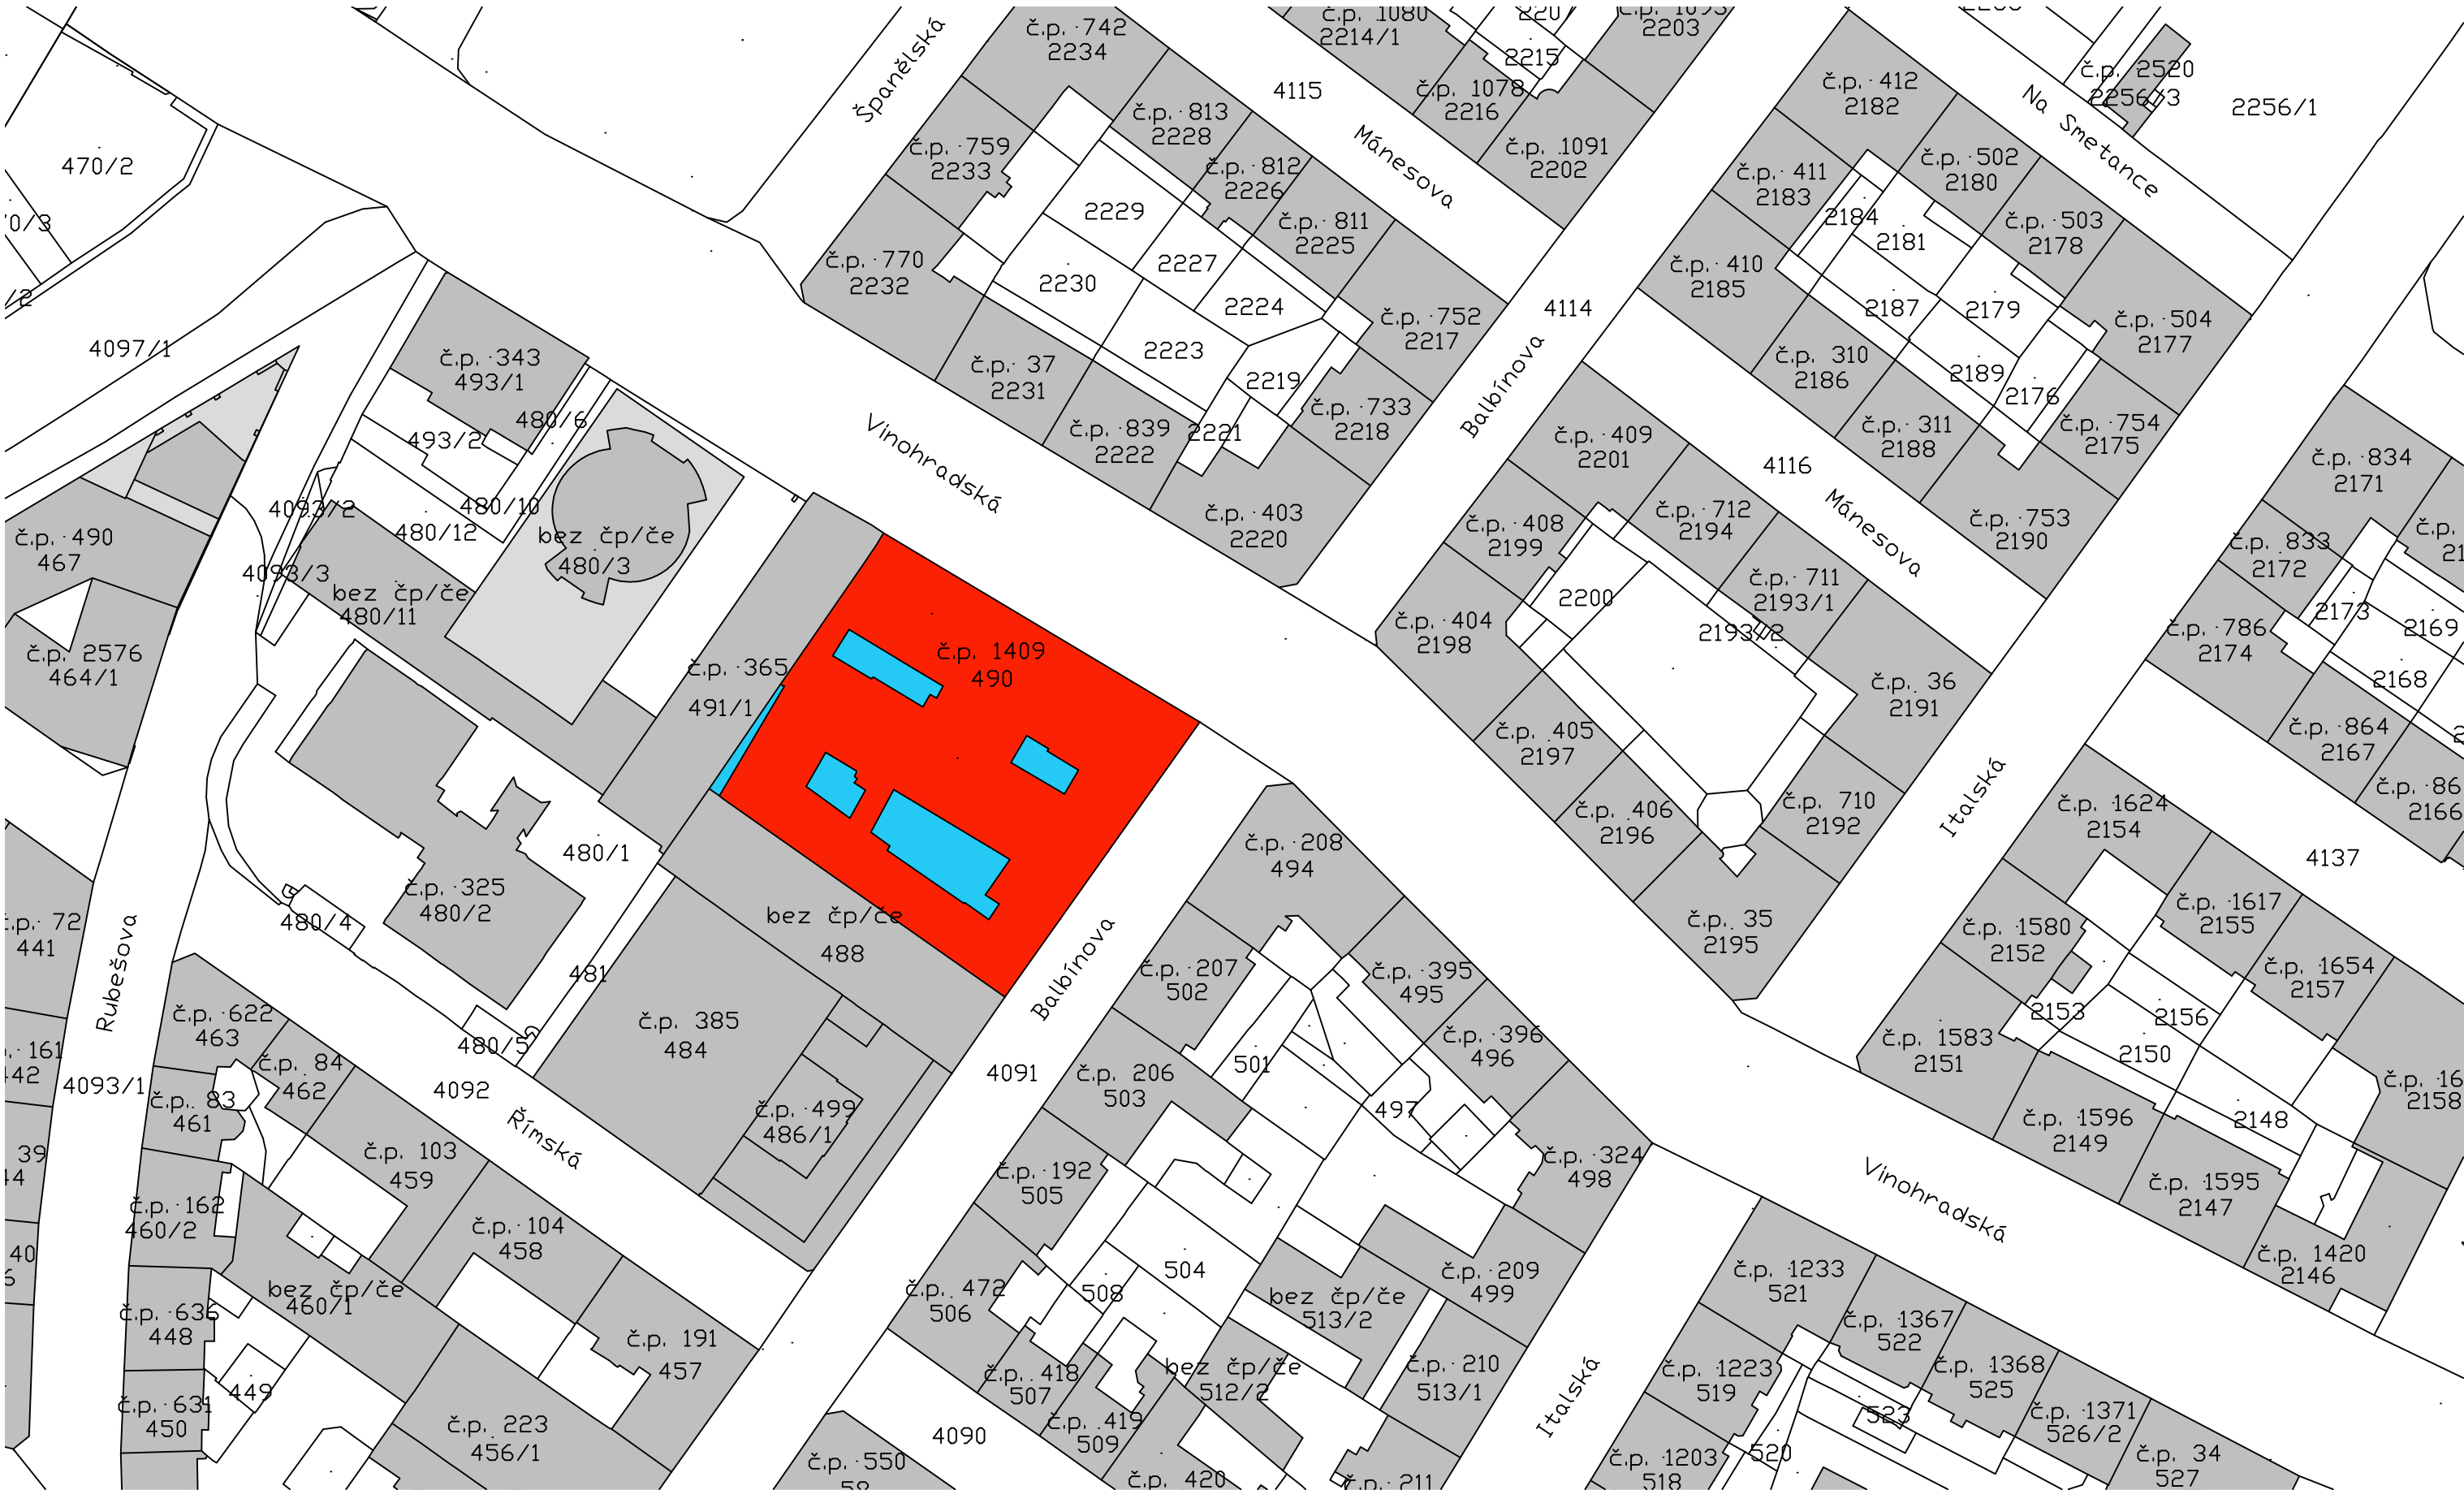 č.p. 742
2234
Španělská
č.p. 1080
2214/1
2215
2203
č.p. 1078
2216
4115
Mánesova
č.p. 1091
2202
č.p. 813
2228
č.p. 759
2233
č.p. 812
2226
2229
č.p. 811
2225
2227
č.p. 770
2232
2230
2224
č.p. 752
2217
č.p. 37
2231
2223
2219
č.p. 733
2218
č.p. 839
2222
2221
č.p. 403
2220
Vinohradská
č.p. 412
2182
Na Smetance
č.p. 2520
2256/3
2256/1
č.p. 411
2183
č.p. 502
2180
2184
2181
č.p. 503
2178
č.p. 410
2185
2187
2179
č.p. 504
2177
č.p. 310
2186
2189
2176
č.p. 311
2188
č.p. 754
2175
č.p. 753
2190
4114
Balbínova
4116
Mánesova
č.p. 409
2201
č.p. 408
2199
č.p. 712
2194
č.p. 711
2193/1
2200
2193/2
č.p. 404
2198
č.p. 36
2191
č.p. 405
2197
č.p. 406
2196
č.p. 710
2192
č.p. 35
2195
Italská
č.p. 834
2171
č.p. 833
2172
2173
2169
č.p. 786
2174
2168
č.p. 864
2167
2166
4137
č.p. 1624
2154
č.p. 1617
2155
č.p. 1580
2152
č.p. 1654
2157
2153
2156
č.p. 1583
2151
2150
2158
č.p. 1596
2149
2148
č.p. 1595
2147
č.p. 1420
2146
Vinohradská
470/2
4097/1
č.p. 343
493/1
480/6
493/2
4093/2
480/10
480/12
bez čp/če
480/3
č.p. 490
467
4093/3
bez čp/če
480/11
č.p. 2576
464/1
č.p. 365
491/1
č.p. 1409
490
480/1
č.p. 325
480/2
480/4
bez čp/če
488
481
č.p. 385
484
480/5
č.p. 499
486/1
Rubešova
č.p. 72
441
4093/1
č.p. 622
463
č.p. 84
462
č.p. 83
461
4092
Římská
č.p. 103
459
č.p. 162
460/2
č.p. 104
458
bez čp/če
460/1
č.p. 636
448
č.p. 191
457
449
č.p. 631
450
č.p. 223
456/1
Balbínova
4091
č.p. 208
494
č.p. 207
502
č.p. 395
495
č.p. 396
496
č.p. 206
503
501
497
č.p. 324
498
č.p. 192
505
č.p. 472
506
508
504
bez čp/če
513/2
č.p. 209
499
č.p. 418
507
bez čp/če
512/2
č.p. 210
513/1
č.p. 419
509
4090
č.p. 550
č.p. 420
č.p. 211
Italská
č.p. 1233
521
č.p. 1367
522
č.p. 1223
519
č.p. 1368
525
523
č.p. 1371
526/2
520
č.p. 1203
518
č.p. 34
527